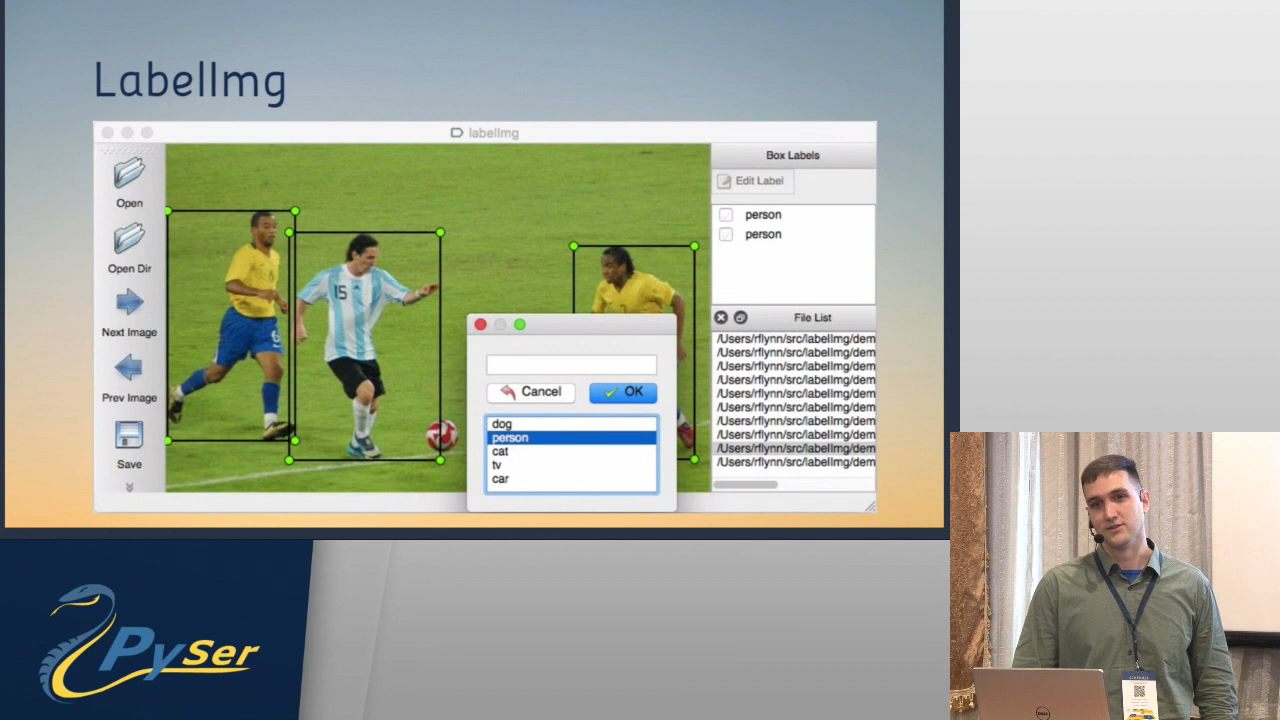 LabelImg
labelImg
Open
Open Dir
Next Image
Prev Image
Save
15
6
Box Labels
Edit Label
person
person
File List
/Users/rflynn/src/labelImg/dem
/Users/rflynn/src/labelImg/dem
/Users/rflynn/src/labelImg/dem
/Users/rflynn/src/labelImg/dem
/Users/rflynn/src/labelImg/dem
/Users/rflynn/src/labelImg/dem
/Users/rflynn/src/labelImg/dem
/Users/rflynn/src/labelImg/dem
/Users/rflynn/src/labelImg/dem
/Users/rflynn/src/labelImg/dem
Cancel
OK
dog
person
cat
tv
car
PySer
SCHEDULE
DELL